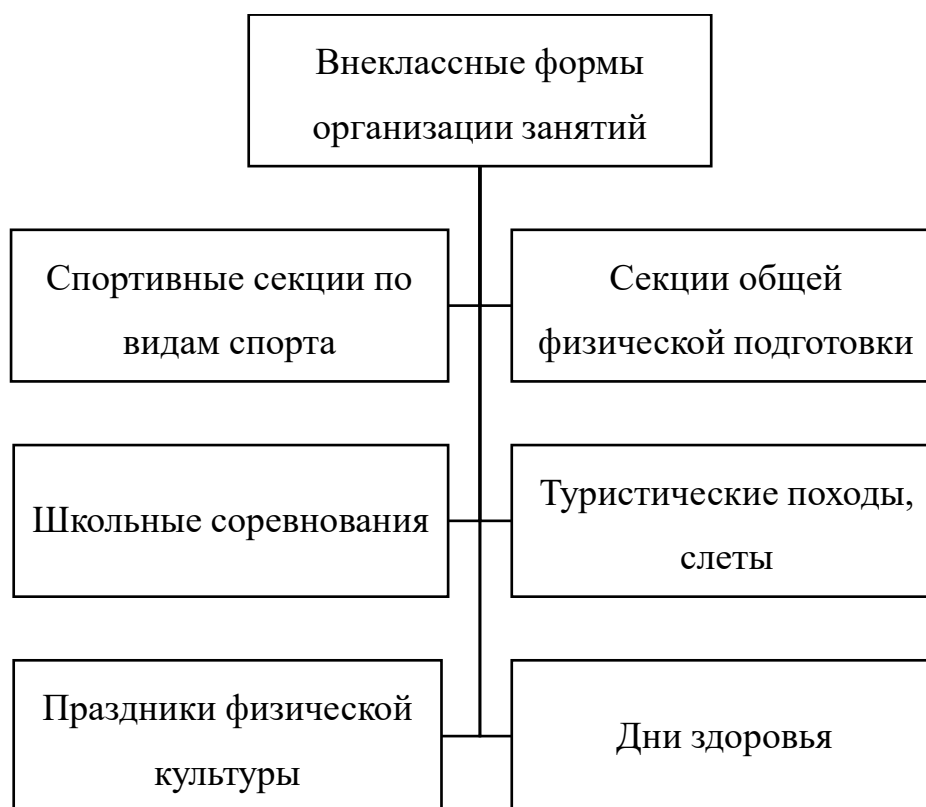 Внеклассные формы
организации занятий
Спортивные секции по
видам спорта
Секции общей
физической подготовки
Школьные соревнования
Туристические походы,
слеты
Праздники физической
культуры
Дни здоровья